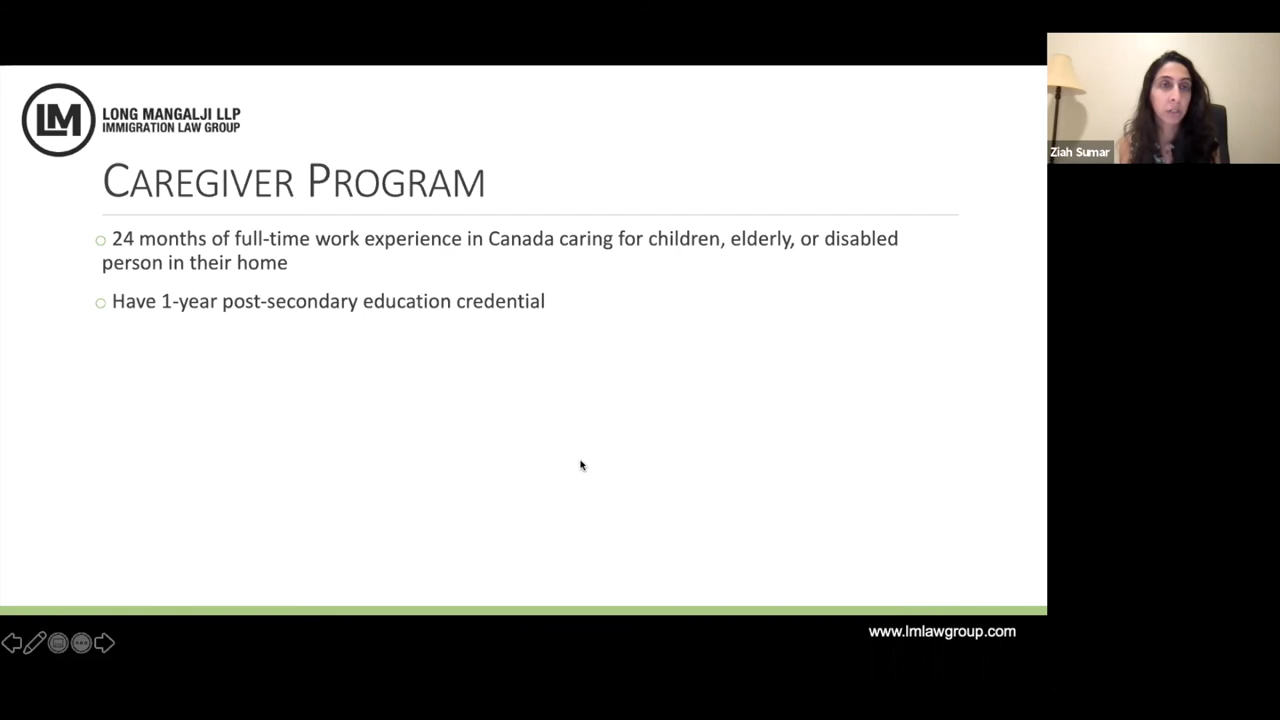 LM
LONG MANGALJI LLP
IMMIGRATION LAW GROUP
CAREGIVER PROGRAM
24 months of full-time work experience in Canada caring for children, elderly, or disabled
person in their home
Have 1-year post-secondary education credential
Ziah Sumar
www.lmlawgroup.com